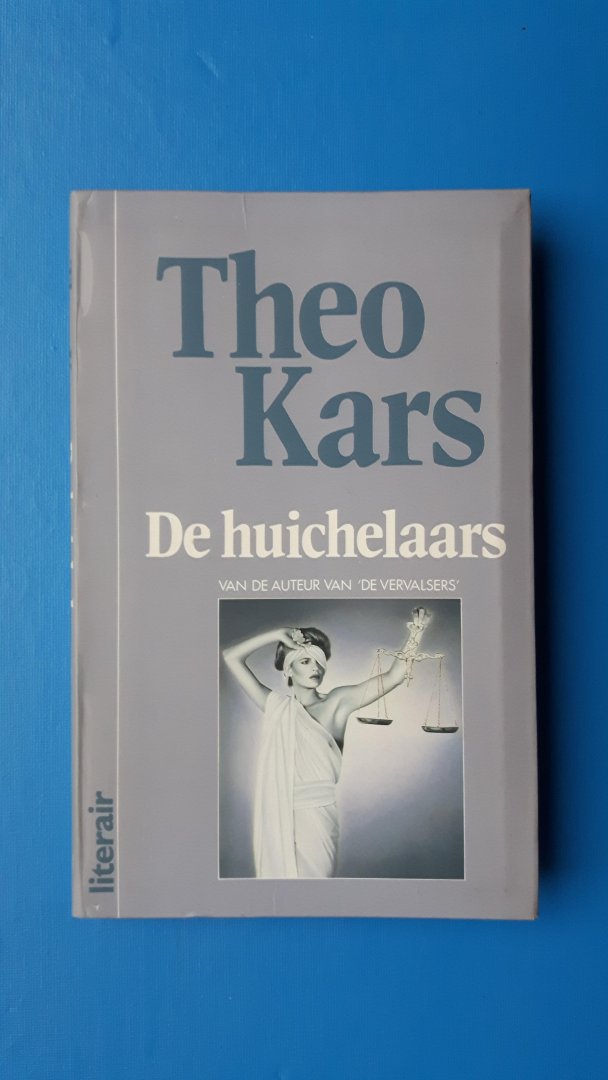 Theo
Kars
De huichelaars
VAN DE AUTEUR VAN 'DE VERVALSERS'
literair